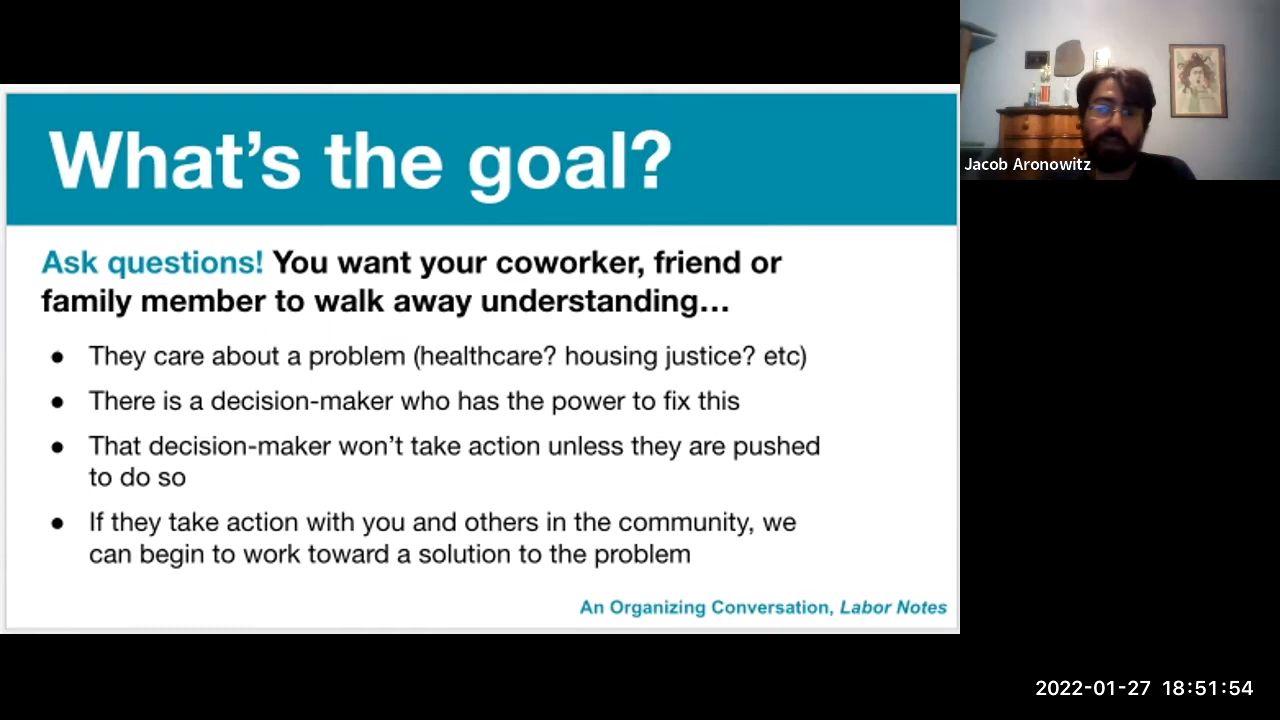 What’s the goal?
Ask questions! You want your coworker, friend or
family member to walk away understanding…
● They care about a problem (healthcare? housing justice? etc)
● There is a decision-maker who has the power to fix this
● That decision-maker won’t take action unless they are pushed
to do so
● If they take action with you and others in the community, we
can begin to work toward a solution to the problem
An Organizing Conversation, Labor Notes
Jacob Aronowitz
2022-01-27 18:51:54